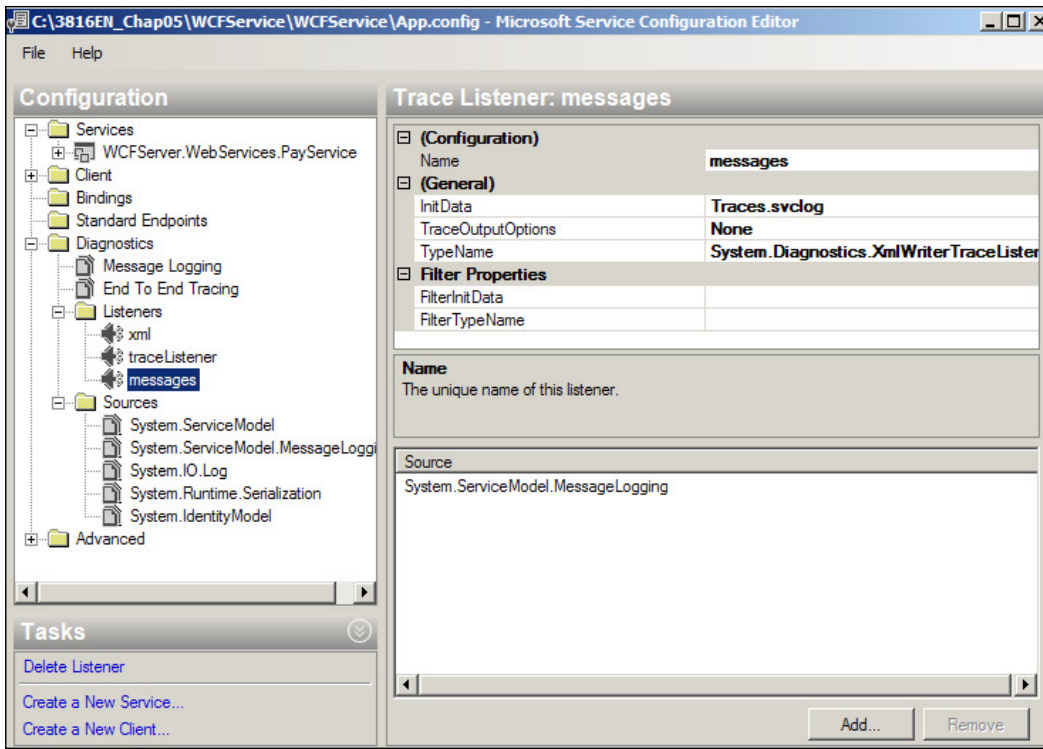 C:\3816EN_Chap05\WCFService\WCFService\App.config - Microsoft Service Configuration Editor
File Help
Configuration
Services
WCFServer.WebServices.PayService
Client
Bindings
Standard Endpoints
Diagnostics
Message Logging
End To End Tracing
Listeners
xml
traceListener
messages
Sources
System.ServiceModel
System.ServiceModel.MessageLoggi
System.IO.Log
System.Runtime.Serialization
System.IdentityModel
Advanced
Tasks
Delete Listener
Create a New Service...
Create a New Client...
Trace Listener: messages
(Configuration)
Name messages
(General)
InitData Traces.svclog
TraceOutputOptions None
TypeName System.Diagnostics.XmlWriterTraceLister
Filter Properties
FilterInitData
FilterTypeName
Name
The unique name of this listener.
Source
System.ServiceModel.MessageLogging
Add... Remove